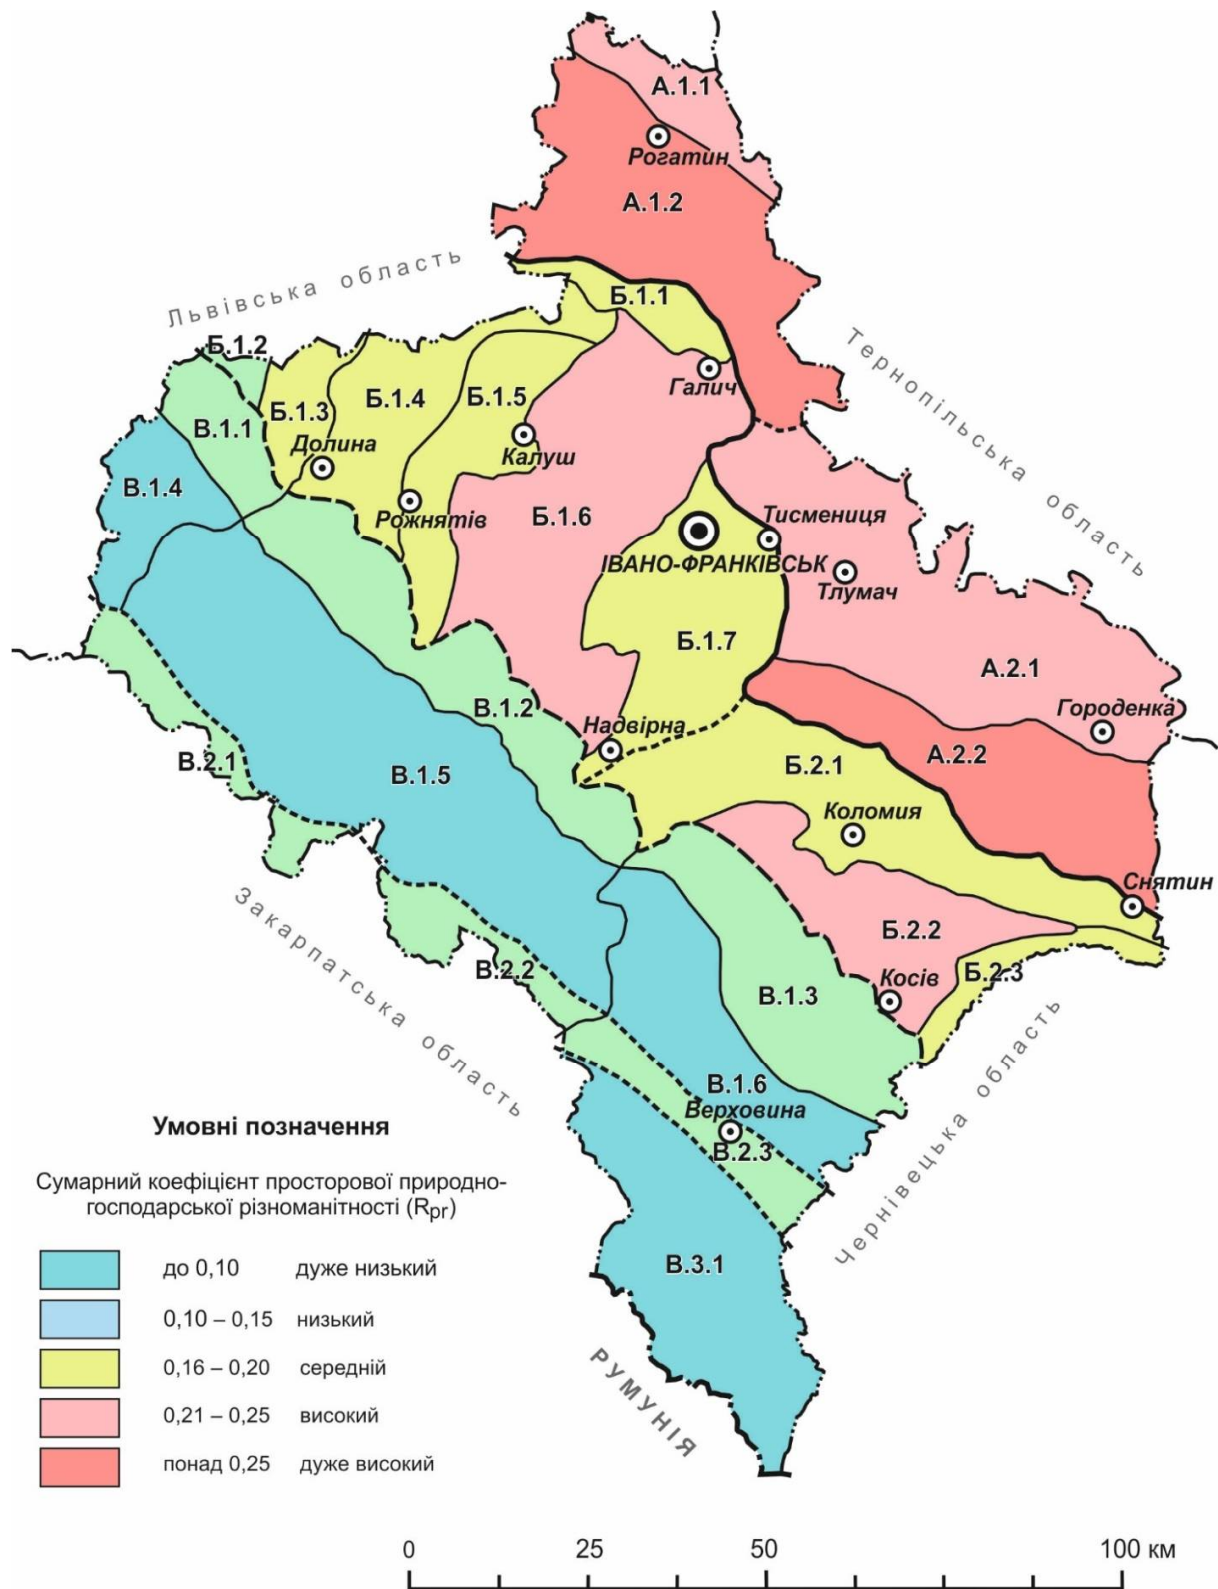 А.1.1
Рогатин
А.1.2
Львівська область
Б.1.1
Тернопільська область
Б.1.2
Галич
Б.1.3
Б.1.4
Б.1.5
В.1.1
Долина
Калуш
В.1.4
Рожнятів
Б.1.6
Тисмениця
ІВАНО-ФРАНКІВСЬК
Тлумач
Б.1.7
А.2.1
В.1.2
Городенка
Надвірна
В.2.1
В.1.5
Б.2.1
А.2.2
Коломия
Снятин
Закарпатська область
Б.2.2
В.2.2
Косів
Б.2.3
В.1.3
В.1.6
Верховина
В.2.3
Чернівецька область
В.3.1
РУМУНІЯ
Умовні позначення
Сумарний коефіцієнт просторової природно-
господарської різноманітності (Rpr)
до 0,10 дуже низький
0,10 – 0,15 низький
0,16 – 0,20 середній
0,21 – 0,25 високий
понад 0,25 дуже високий
0 25 50 100 км